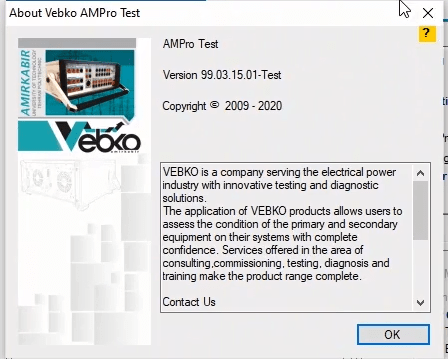 About Vebko AMPro Test
?
AMIRKABIR
UNIVERSITY OF TECHNOLOGY
TEHRAN POLYTECHNIC
Vebko
amirkabir
AMPro Test
Version 99.03.15.01-Test
Copyright © 2009 - 2020
VEBKO is a company serving the electrical power
industry with innovative testing and diagnostic
solutions.
The application of VEBKO products allows users to
assess the condition of the primary and secondary
equipment on their systems with complete
confidence. Services offered in the area of
consulting,commissioning, testing, diagnosis and
training make the product range complete.
Contact Us
OK